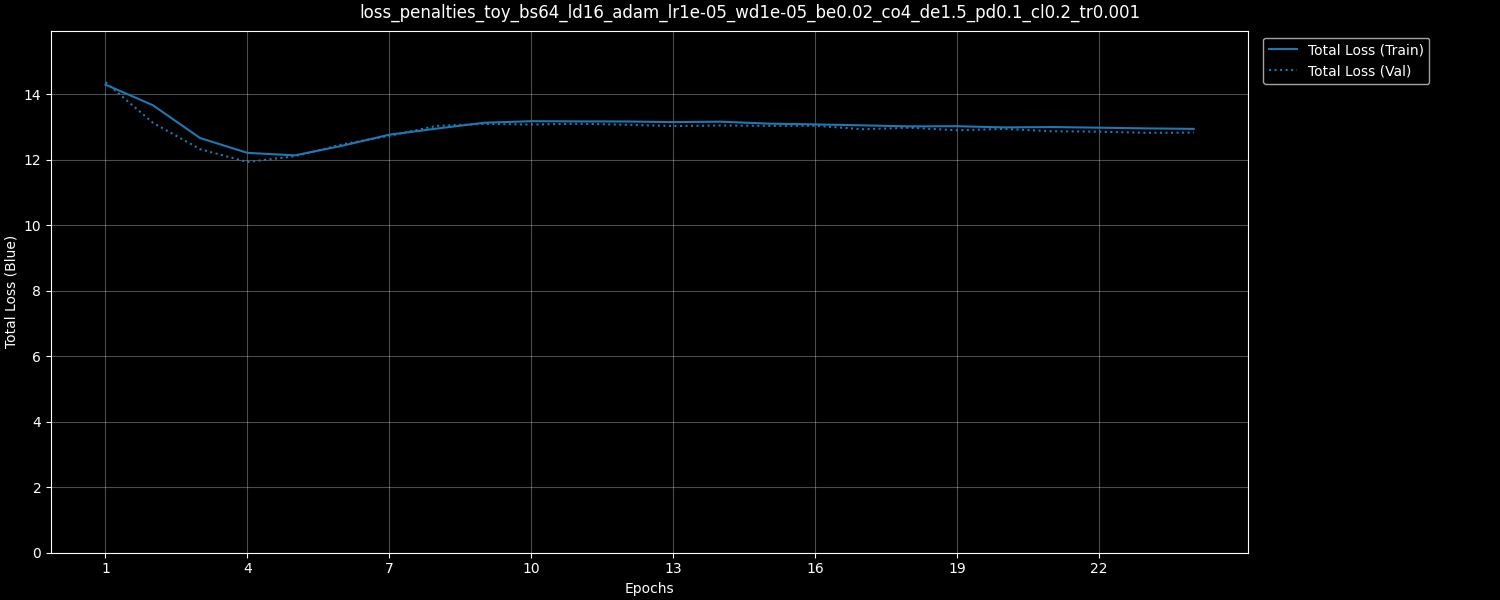 loss_penalties_toy_bs64_ld16_adam_lr1e-05_wd1e-05_be0.02_co4_de1.5_pd0.1_cl0.2_tr0.001
Total Loss (Train)
Total Loss (Val)
Total Loss (Blue)
14
12
10
8
6
4
2
0
1 4 7 10 13 16 19 22
Epochs